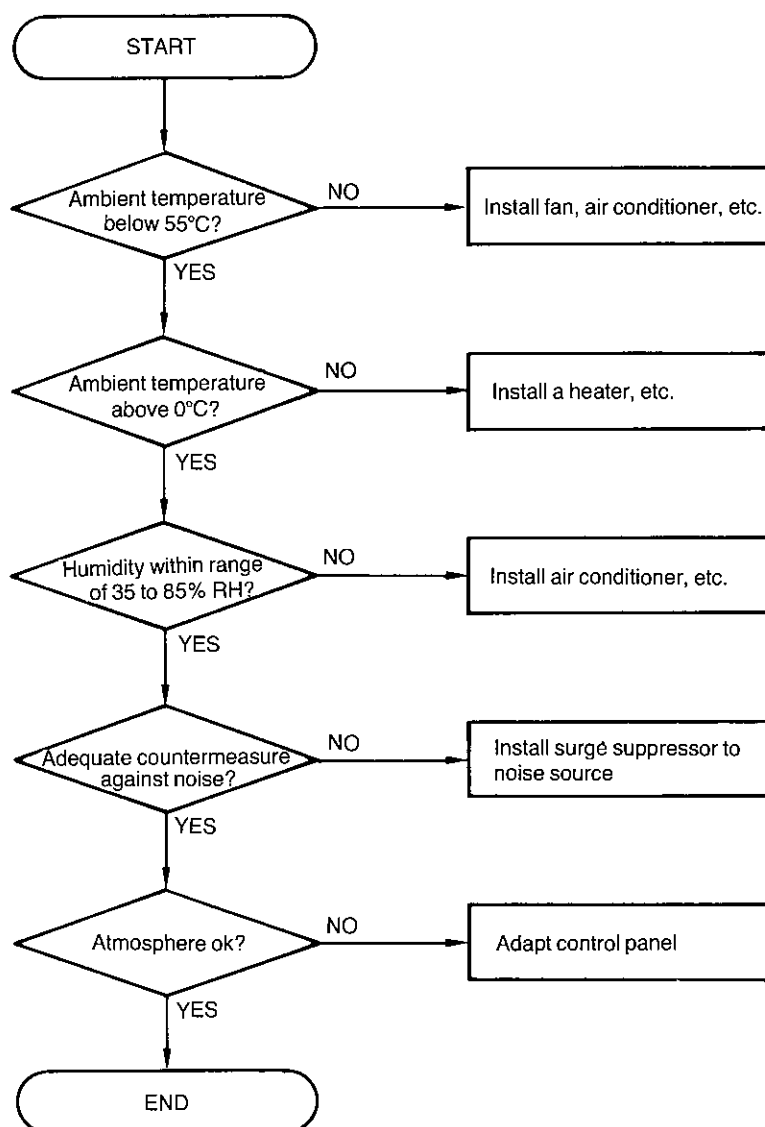 START
Ambient temperature
below 55°C?
NO
Install fan, air conditioner, etc.
YES
Ambient temperature
above 0°C?
NO
Install a heater, etc.
YES
Humidity within range
of 35 to 85% RH?
NO
Install air conditioner, etc.
YES
Adequate countermeasure
against noise?
NO
Install surge suppressor to
noise source
YES
Atmosphere ok?
NO
Adapt control panel
YES
END